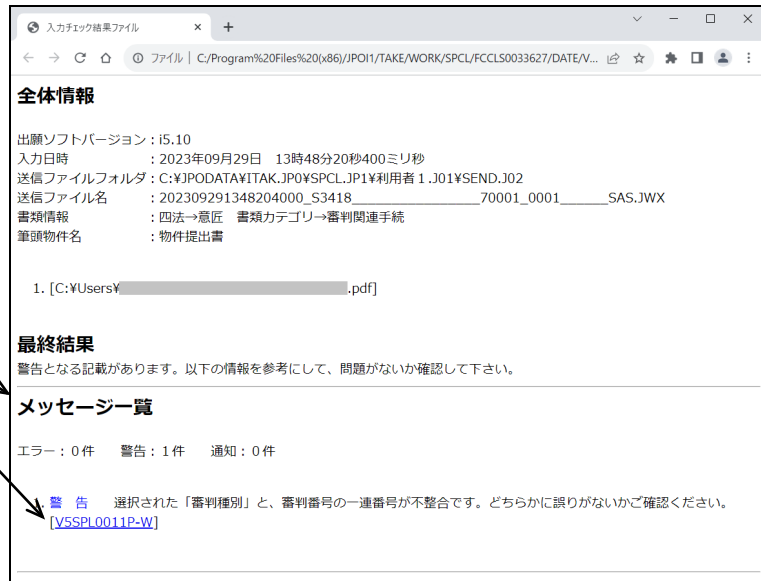 入力チェック結果ファイル
ファイル | C:/Program%20Files%20(x86)/JPOI1/TAKE/WORK/SPCL/FCCLS0033627/DATE/V...
全体情報
出願ソフトバージョン：i5.10
入力日時　　　　　　：2023年09月29日　13時48分20秒400ミリ秒
送信ファイルフォルダ：C:¥JPODATA¥ITAK.JP0¥SPCL.JP1¥利用者１.J01¥SEND.J02
送信ファイル名　　　：202309291348204000_S3418__________________70001_0001______SAS.JWX
書類情報　　　　　　：四法→意匠　書類カテゴリ→審判関連手続
筆頭物件名　　　　　：物件提出書
1. [C:¥Users¥ .pdf]
最終結果
警告となる記載があります。以下の情報を参考にして、問題がないか確認して下さい。
メッセージ一覧
エラー：０件　　警告：１件　　通知：０件
. 警　告　　選択された「審判種別」と、審判番号の一連番号が不整合です。どちらかに誤りがないかご確認ください。
[V5SPL0011P-W]